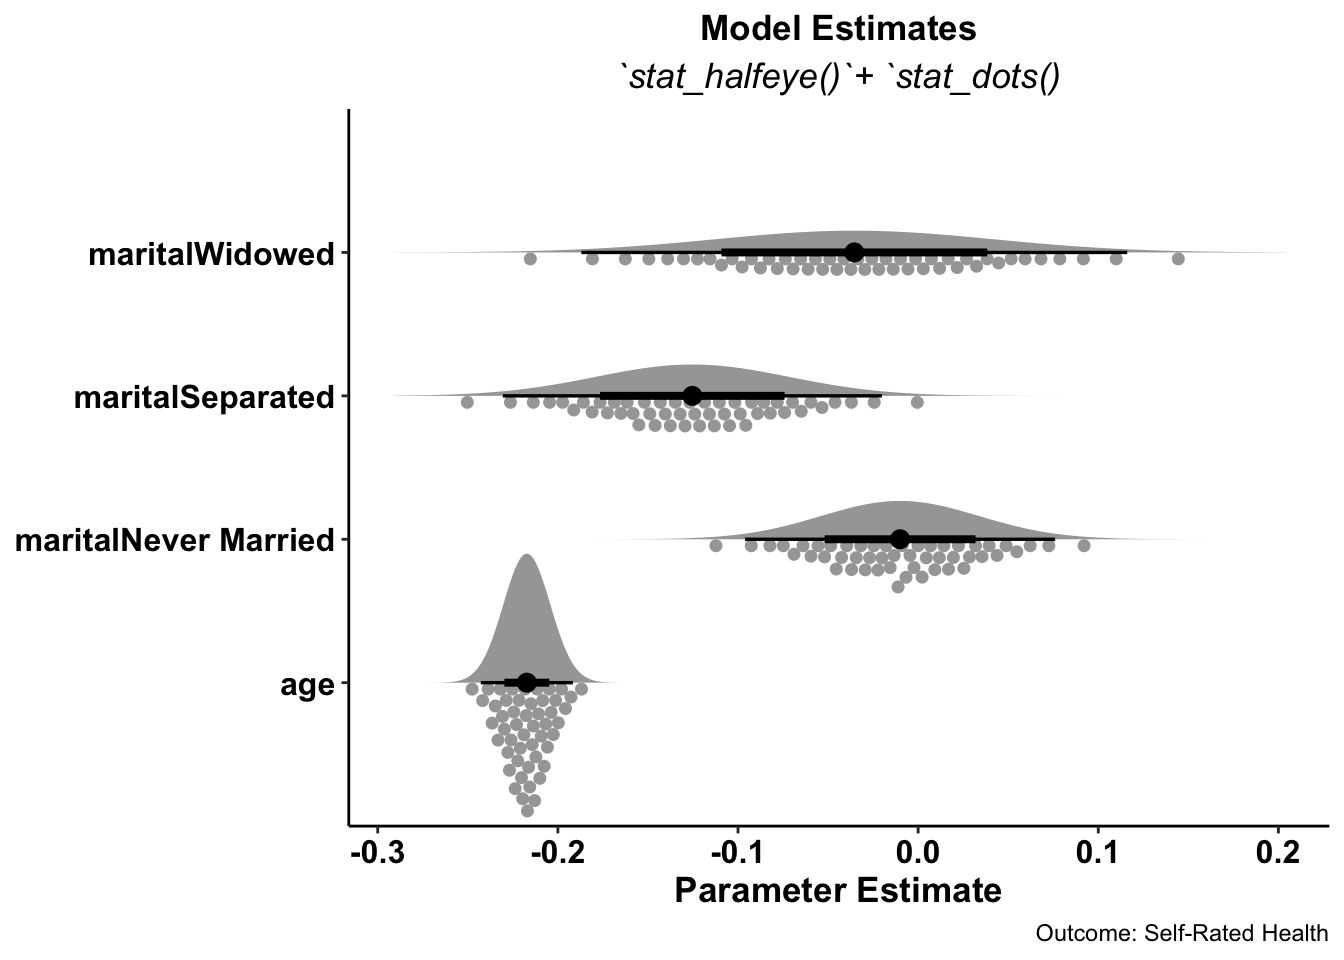 Model Estimates
`stat_halfeye()`+ `stat_dots()
maritalWidowed
maritalSeparated
maritalNever Married
age
-0.3 -0.2 -0.1 0.0 0.1 0.2
Parameter Estimate
Outcome: Self-Rated Health